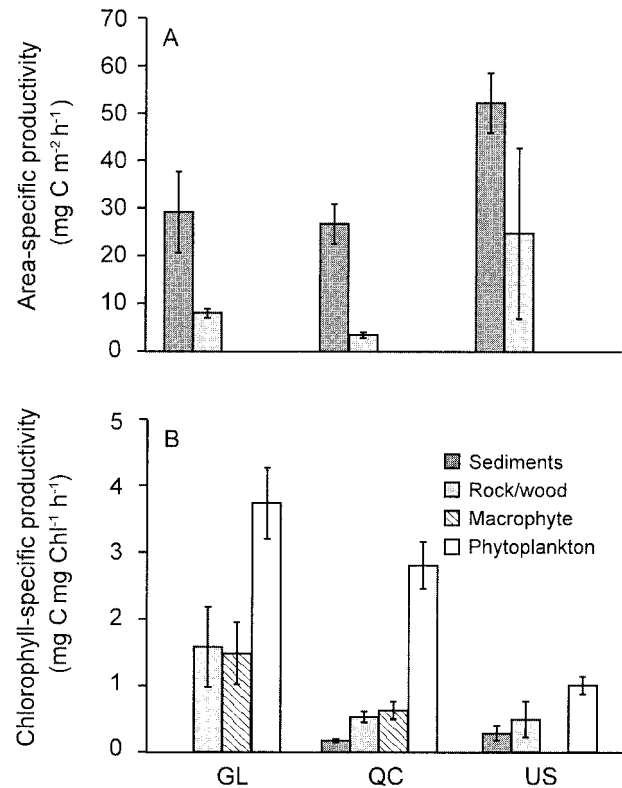 A
Area-specific productivity
(mg C m⁻² h⁻¹)
70
60
50
40
30
20
10
0
B
Chlorophyll-specific productivity
(mg C mg Chl⁻¹ h⁻¹)
5
4
3
2
1
0
Sediments
Rock/wood
Macrophyte
Phytoplankton
GL QC US